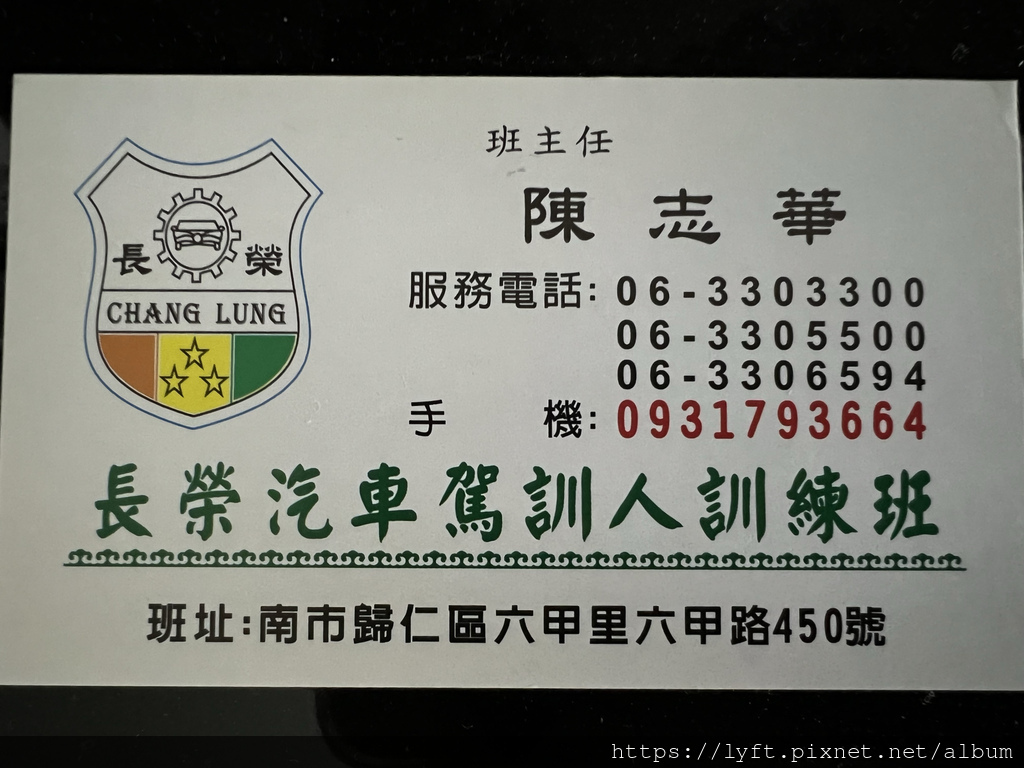 班主任
陳志華
長 榮
CHANG LUNG
服務電話: 06-3303300
06-3305500
06-3306594
手 機: 0931793664
長榮汽車駕訓人訓練班
班址:南市歸仁區六甲里六甲路450號
https://lyft.pixnet.net/album